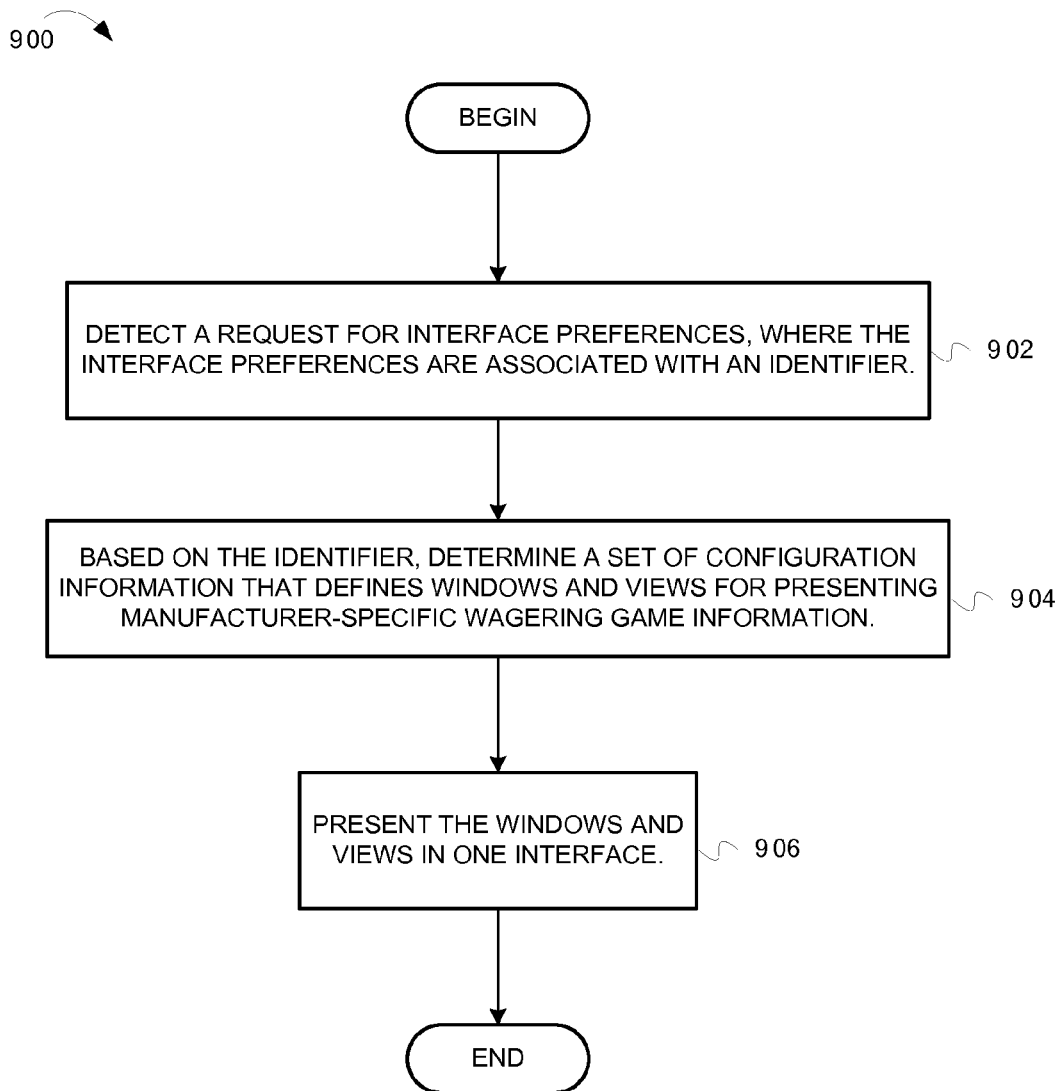 900
BEGIN
DETECT A REQUEST FOR INTERFACE PREFERENCES, WHERE THE
INTERFACE PREFERENCES ARE ASSOCIATED WITH AN IDENTIFIER.
902
BASED ON THE IDENTIFIER, DETERMINE A SET OF CONFIGURATION
INFORMATION THAT DEFINES WINDOWS AND VIEWS FOR PRESENTING
MANUFACTURER-SPECIFIC WAGERING GAME INFORMATION.
904
PRESENT THE WINDOWS AND
VIEWS IN ONE INTERFACE.
906
END